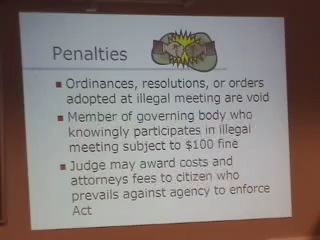 Penalties
Ordinances, resolutions, or orders
adopted at illegal meeting are void
Member of governing body who
knowingly participates in illegal
meeting subject to $100 fine
Judge may award costs and
attorneys fees to citizen who
prevails against agency to enforce
Act